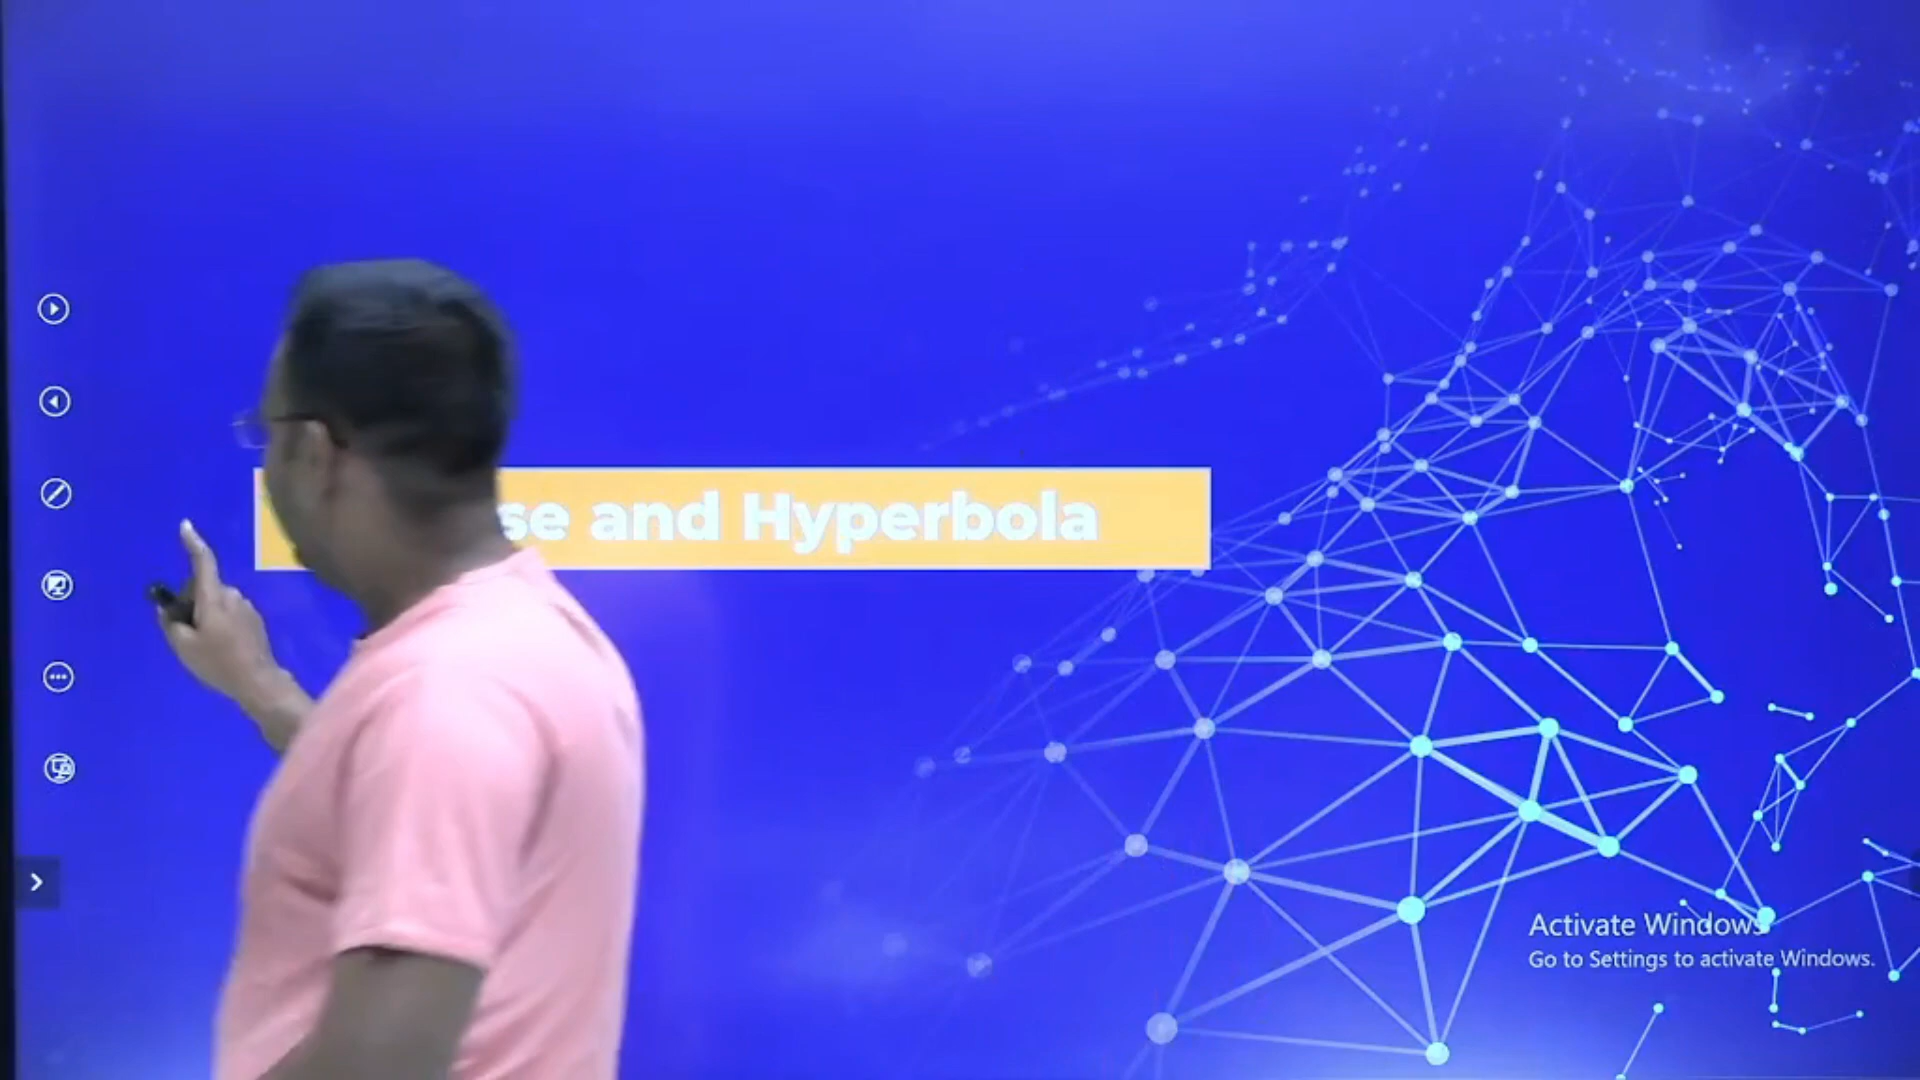 se and Hyperbola
Activate Windows
Go to Settings to activate Windows.